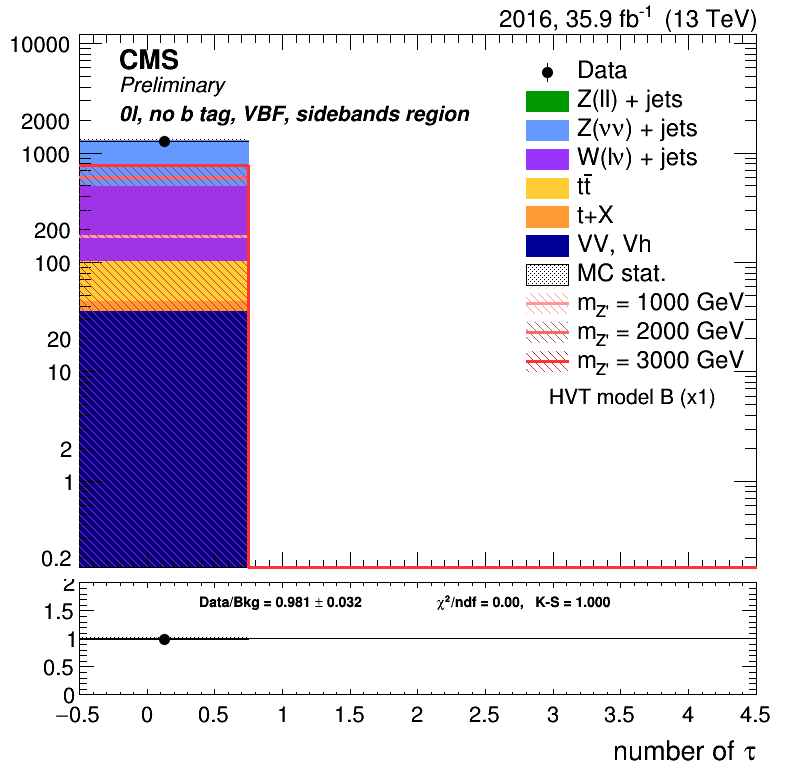 2016, 35.9 fb⁻¹ (13 TeV)
CMS
Preliminary
0l, no b tag, VBF, sidebands region
Data
Z(ll) + jets
Z(νν) + jets
W(lν) + jets
tt̄
t+X
VV, Vh
MC stat.
m_Z' = 1000 GeV
m_Z' = 2000 GeV
m_Z' = 3000 GeV
HVT model B (x1)
10000
2000
1000
200
100
20
10
2
1
0.2
Data/Bkg = 0.981 ± 0.032 χ²/ndf = 0.00, K-S = 1.000
2
1.5
1
0.5
0
−0.5 0 0.5 1 1.5 2 2.5 3 3.5 4 4.5
number of τ